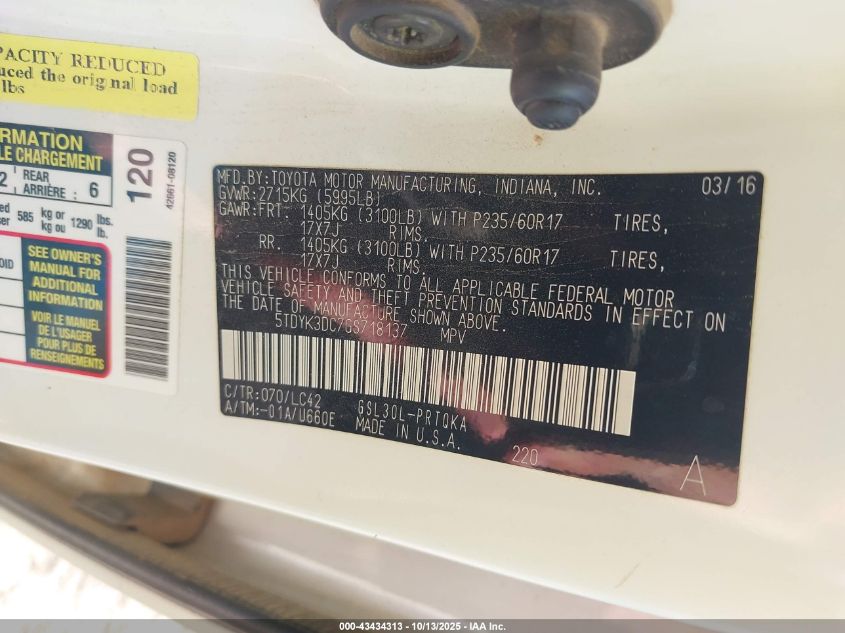 PACITY REDUCED
uced the original load
lbs
RMATION
LE CHARGEMENT
2 REAR ARRIÈRE: 6
585 kg or kg ou 1290 lbs. lb.
SEE OWNER'S
MANUAL FOR
ADDITIONAL
INFORMATION
VOIR LE MANUEL
DE L'USAGER
POUR PLUS DE
RENSEIGNEMENTS
120
42661-08120
MFD.BY:TOYOTA MOTOR MANUFACTURING, INDIANA, INC. 03/16
GVWR:2715KG (5995LB)
GAWR:FRT. 1405KG (3100LB) WITH P235/60R17 TIRES,
17X7J RIMS,
RR. 1405KG (3100LB) WITH P235/60R17 TIRES,
17X7J RIMS.
THIS VEHICLE CONFORMS TO ALL APPLICABLE FEDERAL MOTOR
VEHICLE SAFETY AND THEFT PREVENTION STANDARDS IN EFFECT ON
THE DATE OF MANUFACTURE SHOWN ABOVE.
5TDYK3DC7GS718137 MPV
C/TR:070/LC42 GSL30L-PRTQKA
A/TM:-01A/U660E MADE IN U.S.A.
220
A
000-43434313 - 10/13/2025 - IAA Inc.